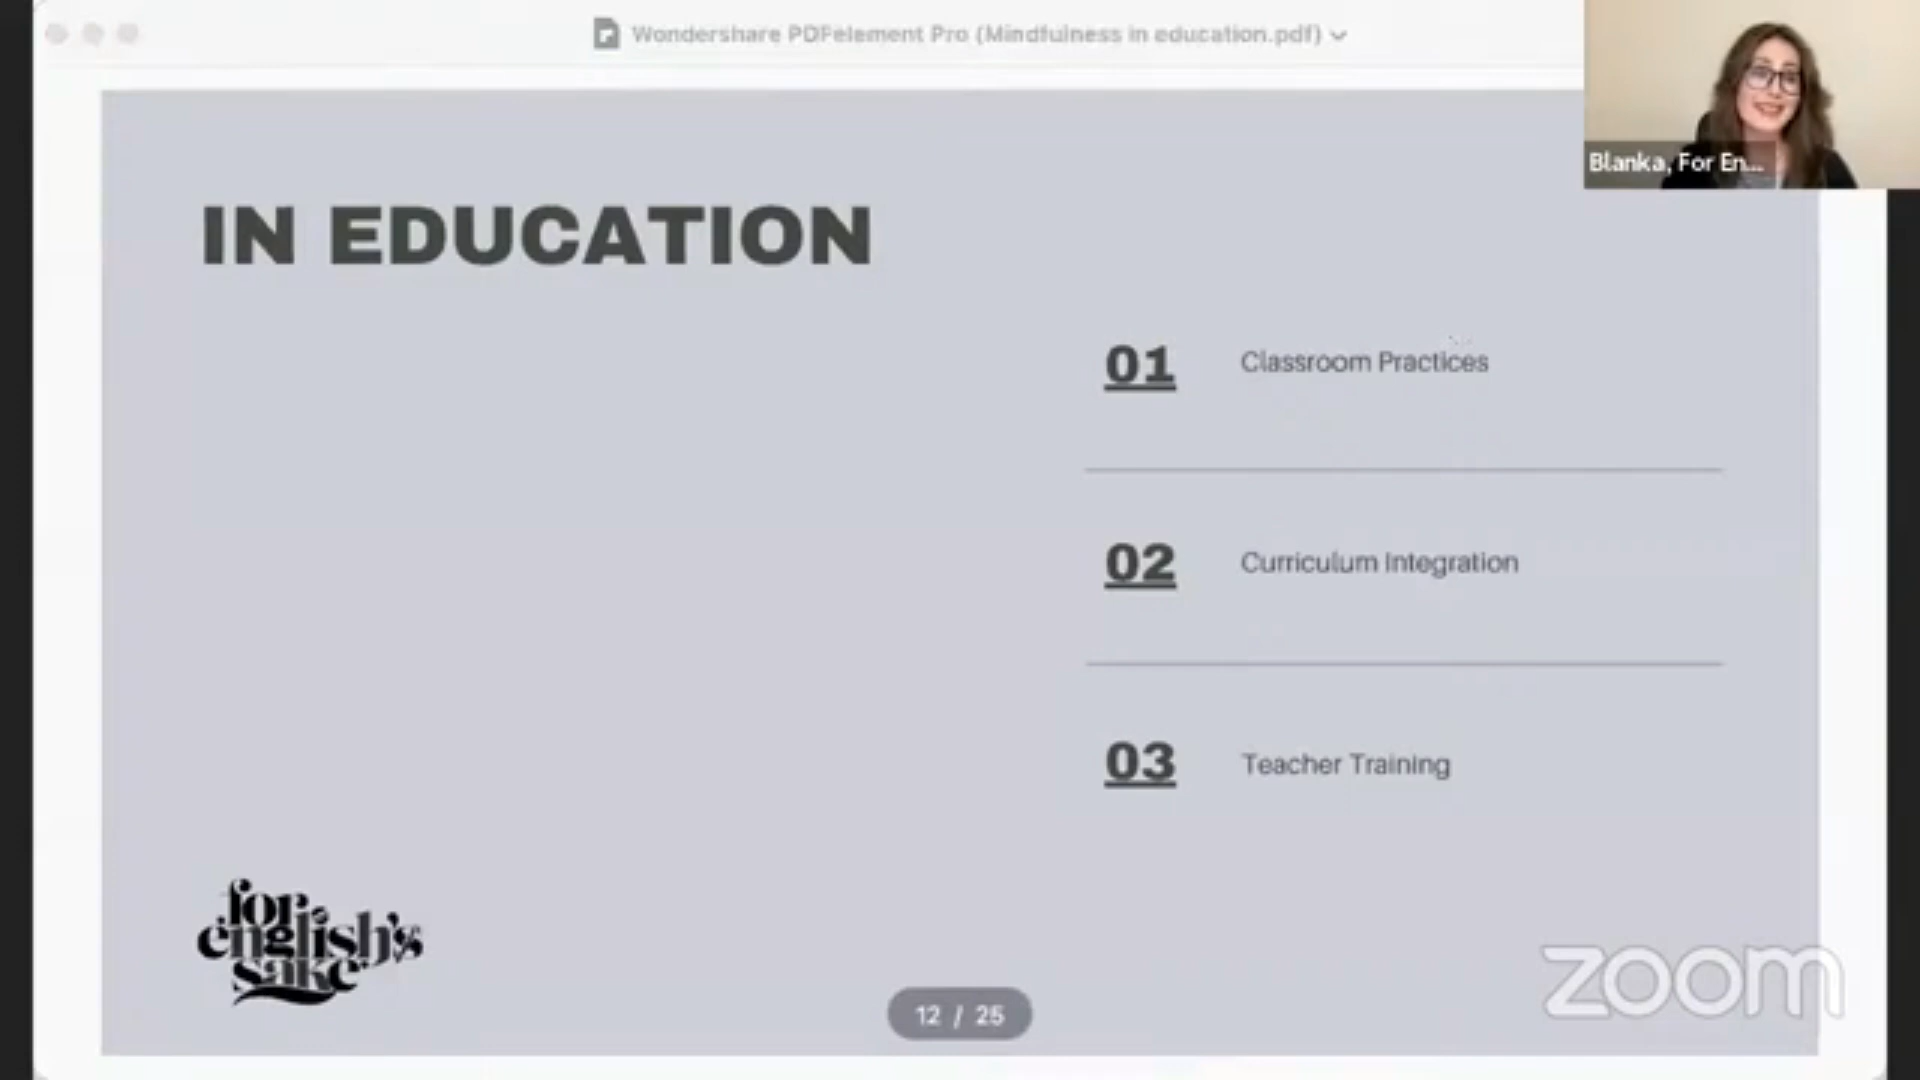 Wondershare PDFelement Pro (Mindfulness in education.pdf)
Blanka, For En...
IN EDUCATION
01 Classroom Practices
02 Curriculum Integration
03 Teacher Training
for
english's
sake
12 / 25
zoom